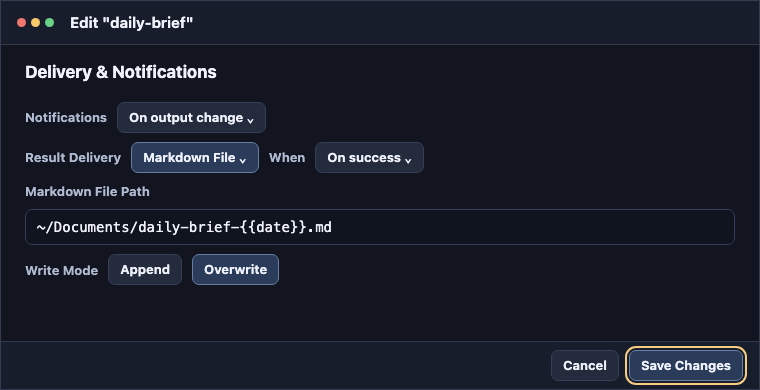 Edit "daily-brief"
Delivery & Notifications
Notifications On output change
Result Delivery Markdown File When On success
Markdown File Path
~/Documents/daily-brief-{{date}}.md
Write Mode Append Overwrite
Cancel Save Changes